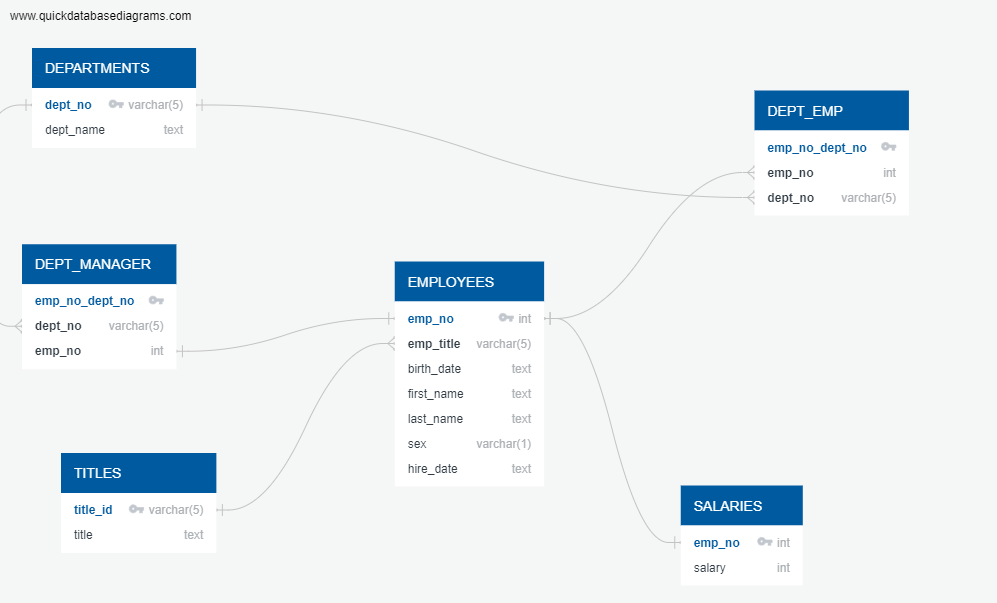 www.quickdatabasediagrams.com
DEPARTMENTS
dept_no varchar(5)
dept_name text
DEPT_EMP
emp_no_dept_no
emp_no int
dept_no varchar(5)
DEPT_MANAGER
emp_no_dept_no
dept_no varchar(5)
emp_no int
EMPLOYEES
emp_no int
emp_title varchar(5)
birth_date text
first_name text
last_name text
sex varchar(1)
hire_date text
TITLES
title_id varchar(5)
title text
SALARIES
emp_no int
salary int